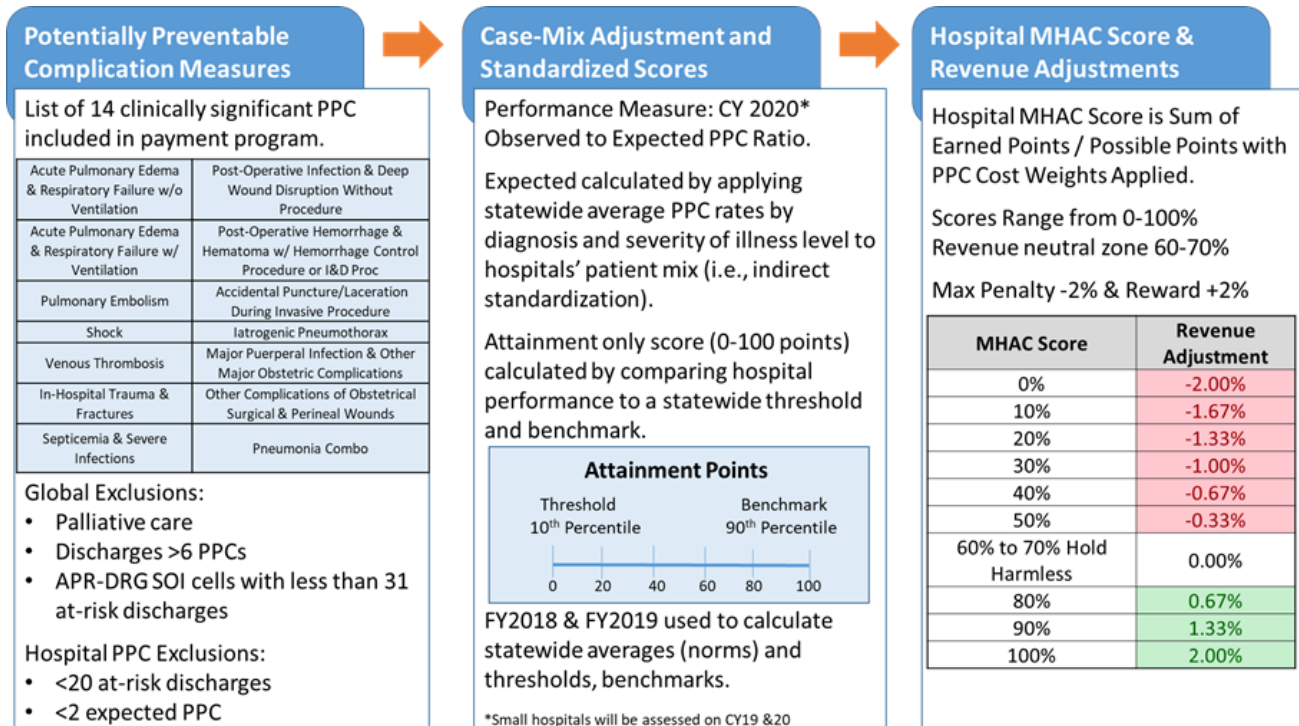 Potentially Preventable
Complication Measures
List of 14 clinically significant PPC
included in payment program.
Acute Pulmonary Edema
& Respiratory Failure w/o
Ventilation
Post-Operative Infection & Deep
Wound Disruption Without
Procedure
Acute Pulmonary Edema
& Respiratory Failure w/
Ventilation
Post-Operative Hemorrhage &
Hematoma w/ Hemorrhage Control
Procedure or I&D Proc
Pulmonary Embolism
Accidental Puncture/Laceration
During Invasive Procedure
Shock
Iatrogenic Pneumothorax
Venous Thrombosis
Major Puerperal Infection & Other
Major Obstetric Complications
In-Hospital Trauma &
Fractures
Other Complications of Obstetrical
Surgical & Perineal Wounds
Septicemia & Severe
Infections
Pneumonia Combo
Global Exclusions:
• Palliative care
• Discharges >6 PPCs
• APR-DRG SOI cells with less than 31
at-risk discharges
Hospital PPC Exclusions:
• <20 at-risk discharges
• <2 expected PPC
Case-Mix Adjustment and
Standardized Scores
Performance Measure: CY 2020*
Observed to Expected PPC Ratio.
Expected calculated by applying
statewide average PPC rates by
diagnosis and severity of illness level to
hospitals' patient mix (i.e., indirect
standardization).
Attainment only score (0-100 points)
calculated by comparing hospital
performance to a statewide threshold
and benchmark.
Attainment Points
Threshold
10th Percentile
Benchmark
90th Percentile
0 20 40 60 80 100
FY2018 & FY2019 used to calculate
statewide averages (norms) and
thresholds, benchmarks.
*Small hospitals will be assessed on CY19 &20
Hospital MHAC Score &
Revenue Adjustments
Hospital MHAC Score is Sum of
Earned Points / Possible Points with
PPC Cost Weights Applied.
Scores Range from 0-100%
Revenue neutral zone 60-70%
Max Penalty -2% & Reward +2%
MHAC Score
Revenue
Adjustment
0% -2.00%
10% -1.67%
20% -1.33%
30% -1.00%
40% -0.67%
50% -0.33%
60% to 70% Hold
Harmless
0.00%
80% 0.67%
90% 1.33%
100% 2.00%